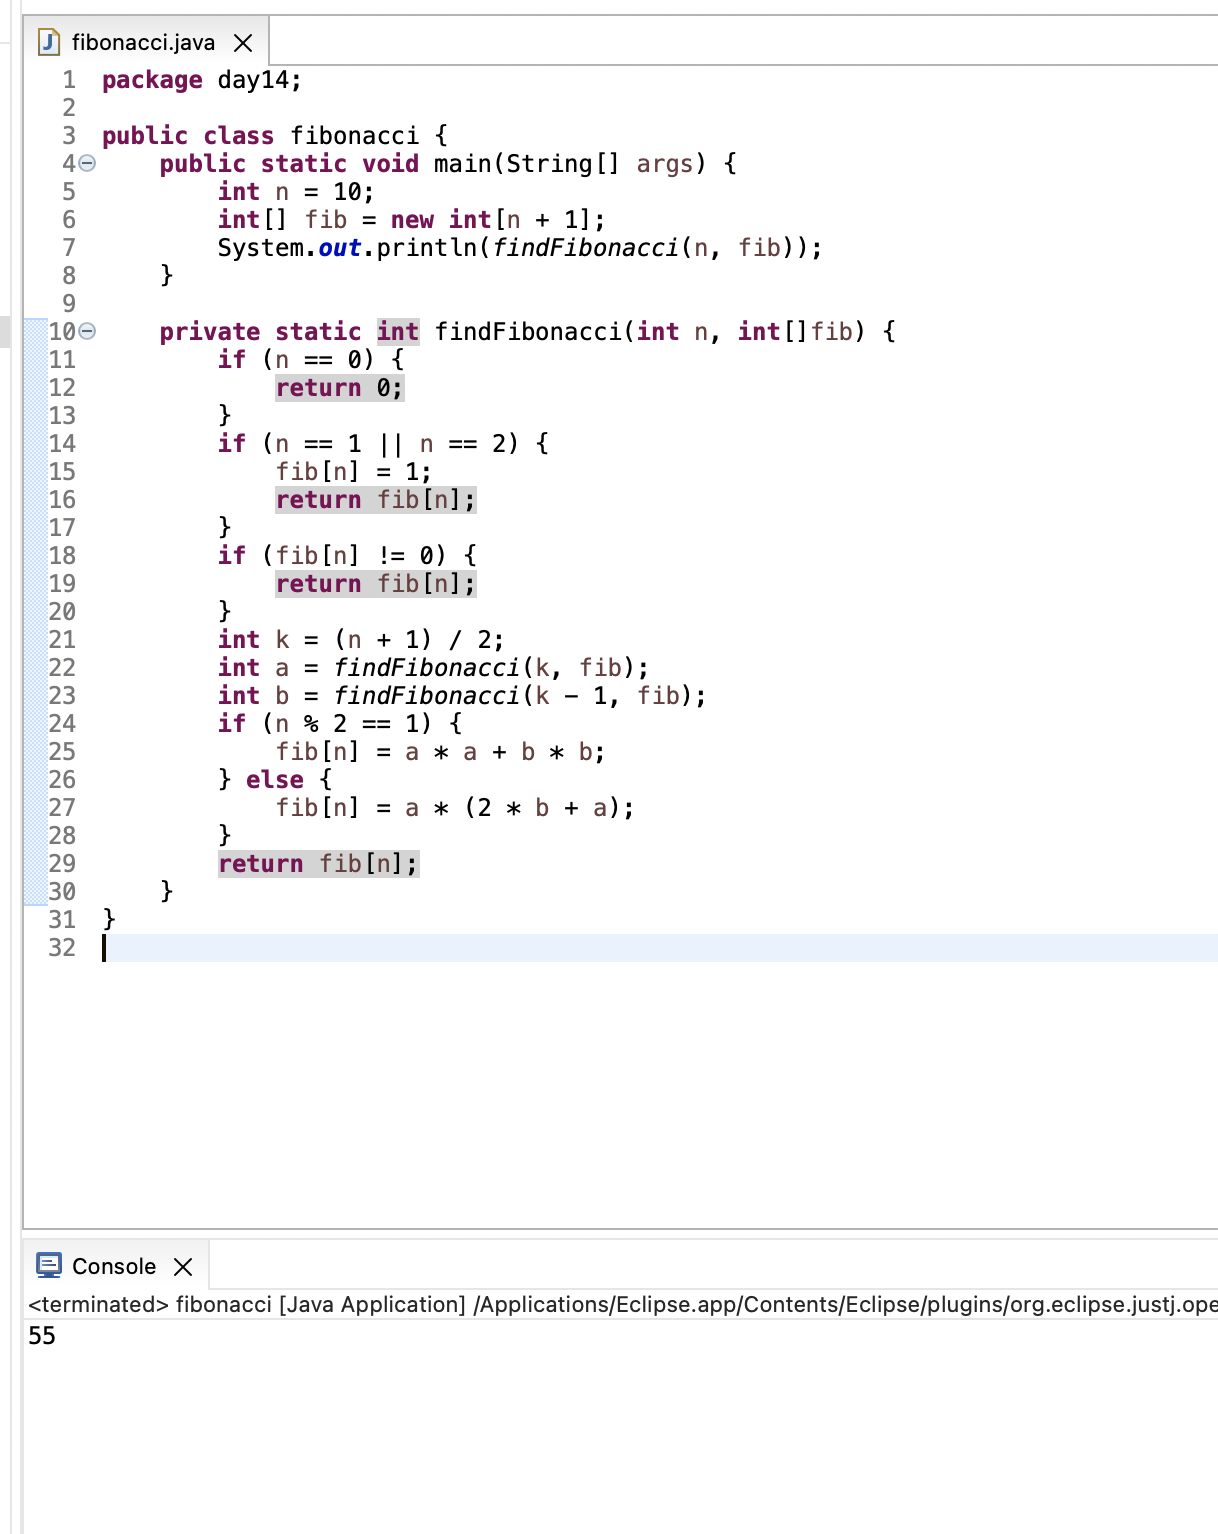 fibonacci.java
1 package day14;
2
3 public class fibonacci {
4 public static void main(String[] args) {
5 int n = 10;
6 int[] fib = new int[n + 1];
7 System.out.println(findFibonacci(n, fib));
8 }
9
10 private static int findFibonacci(int n, int[]fib) {
11 if (n == 0) {
12 return 0;
13 }
14 if (n == 1 || n == 2) {
15 fib[n] = 1;
16 return fib[n];
17 }
18 if (fib[n] != 0) {
19 return fib[n];
20 }
21 int k = (n + 1) / 2;
22 int a = findFibonacci(k, fib);
23 int b = findFibonacci(k - 1, fib);
24 if (n % 2 == 1) {
25 fib[n] = a * a + b * b;
26 } else {
27 fib[n] = a * (2 * b + a);
28 }
29 return fib[n];
30 }
31 }
32
Console
<terminated> fibonacci [Java Application] /Applications/Eclipse.app/Contents/Eclipse/plugins/org.eclipse.justj.ope
55